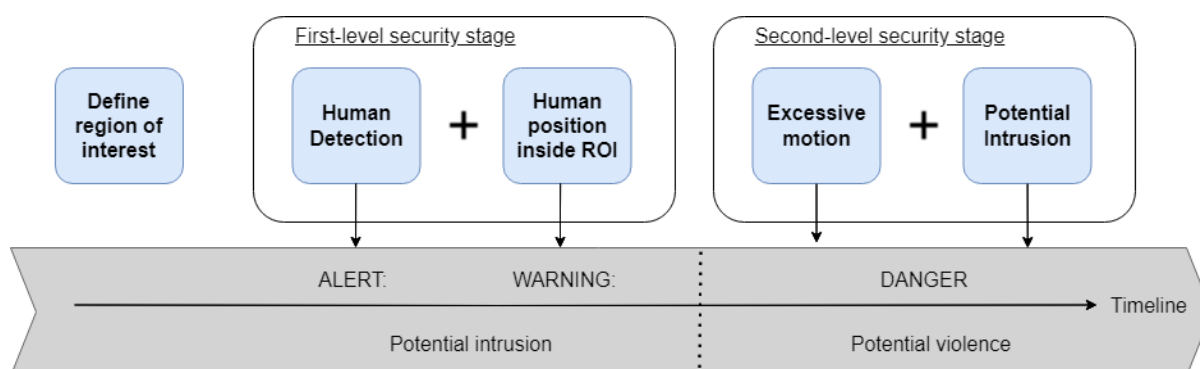 First-level security stage
Second-level security stage
Define
region of
interest
Human
Detection
+
Human
position
inside ROI
Excessive
motion
+
Potential
Intrusion
ALERT:
WARNING:
DANGER
Timeline
Potential intrusion
Potential violence